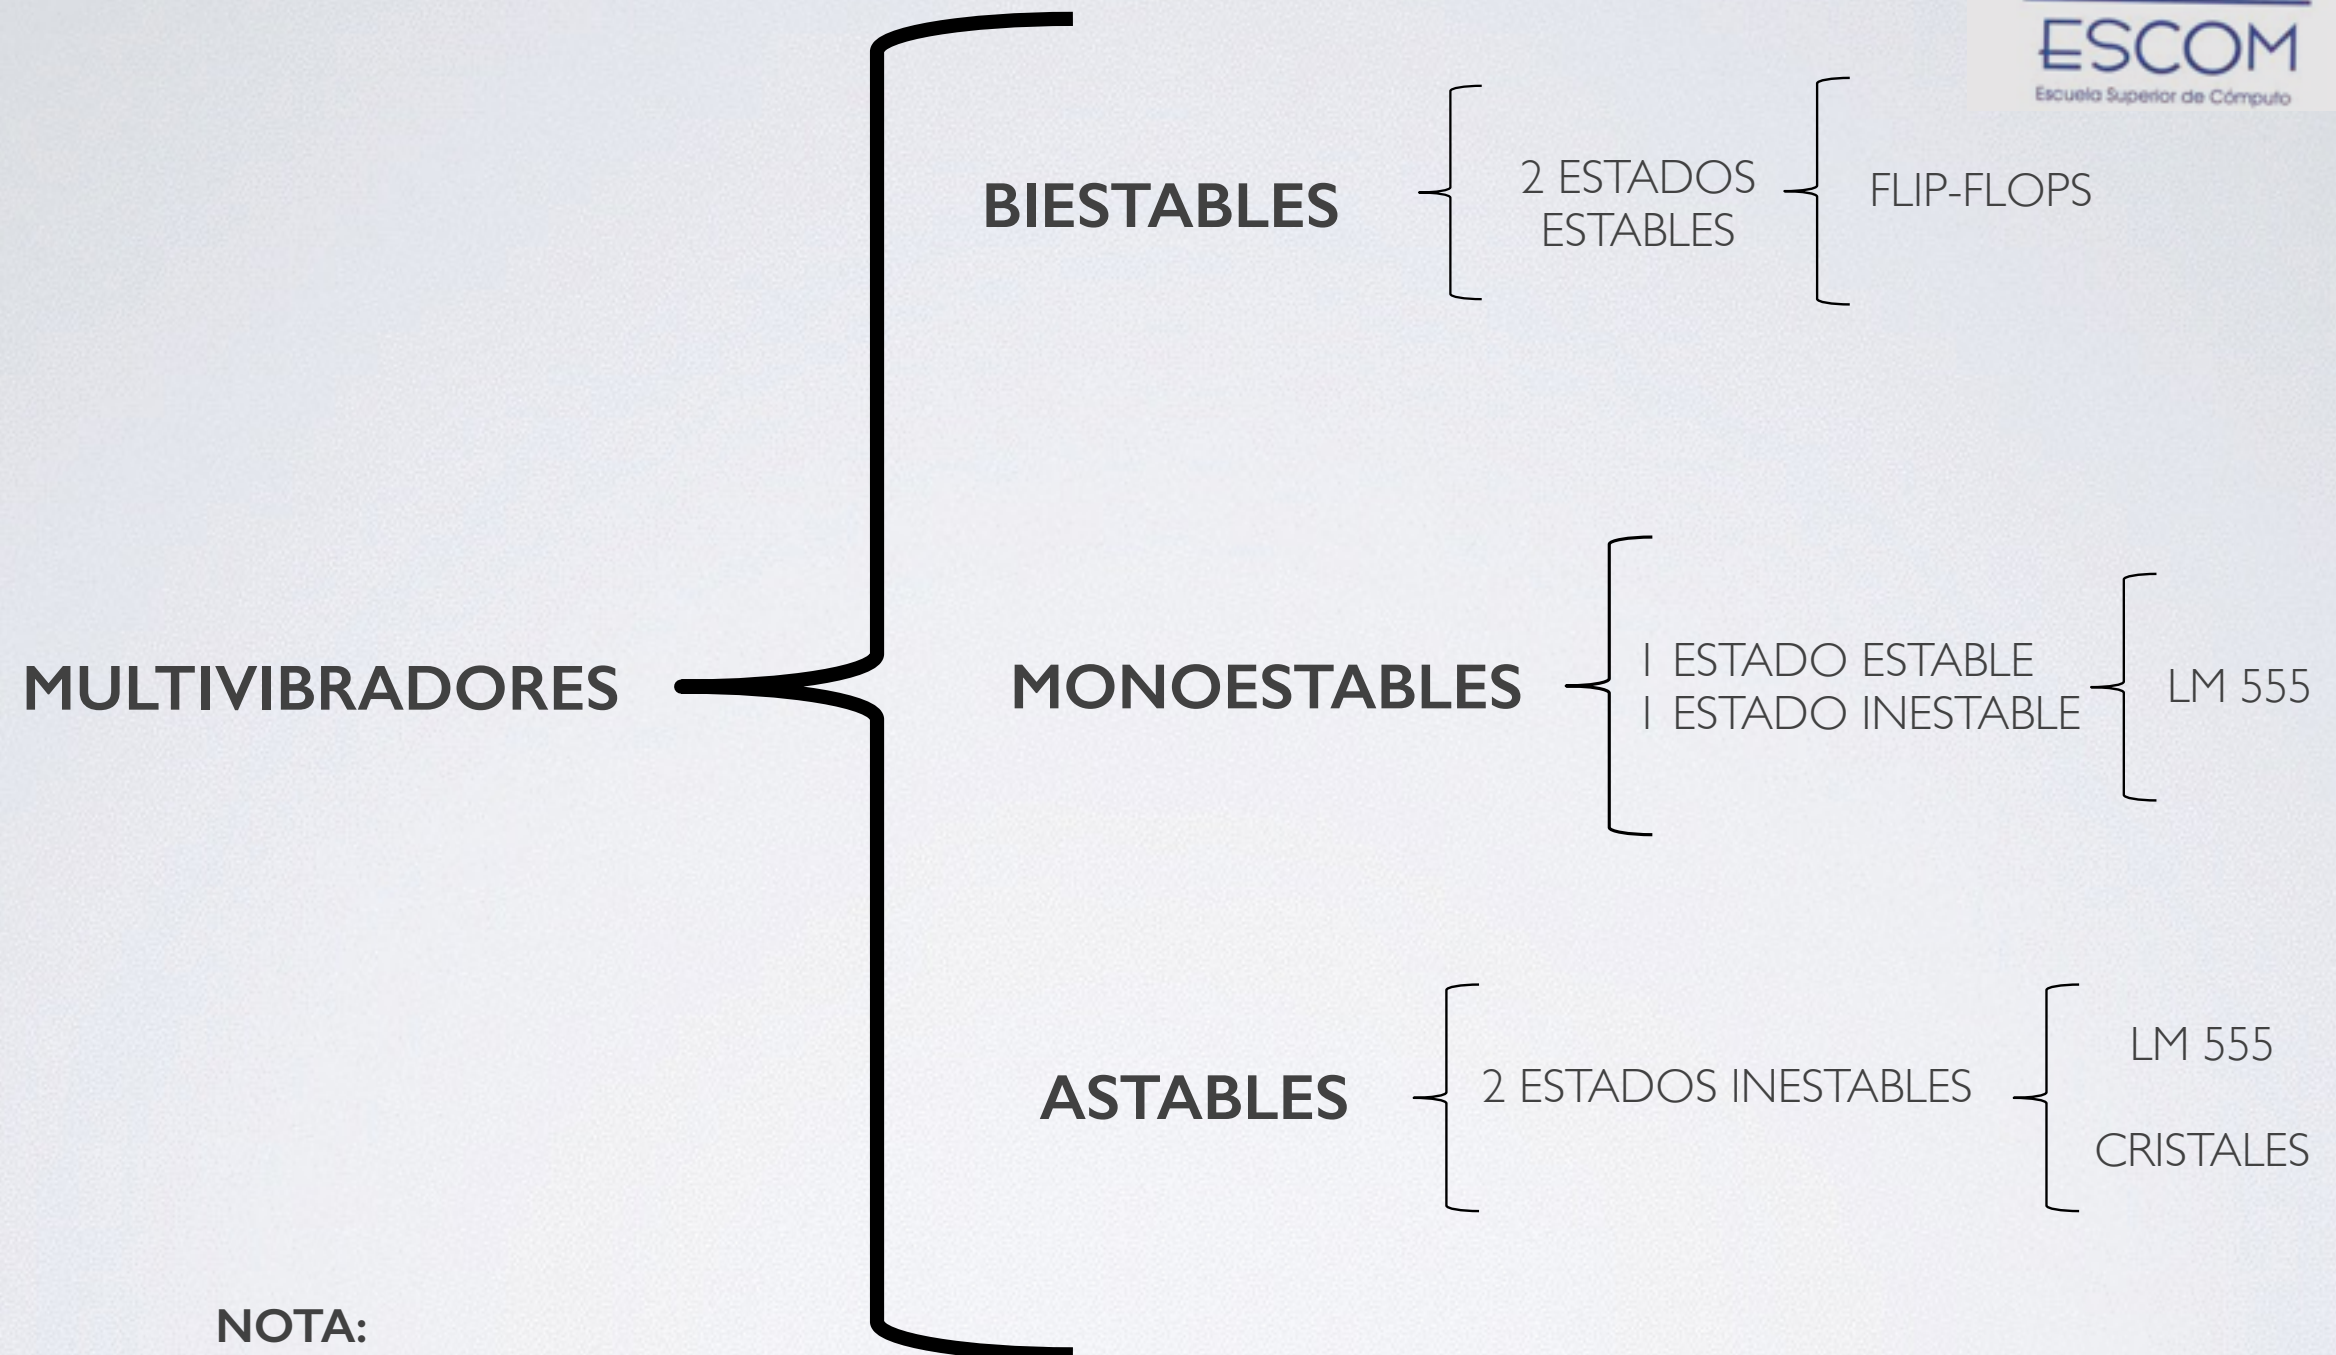 ESCOM
Escuela Superior de Cómputo
BIESTABLES
2 ESTADOS
ESTABLES
FLIP-FLOPS
MULTIVIBRADORES
MONOESTABLES
1 ESTADO ESTABLE
1 ESTADO INESTABLE
LM 555
ASTABLES
2 ESTADOS INESTABLES
LM 555
CRISTALES
NOTA: